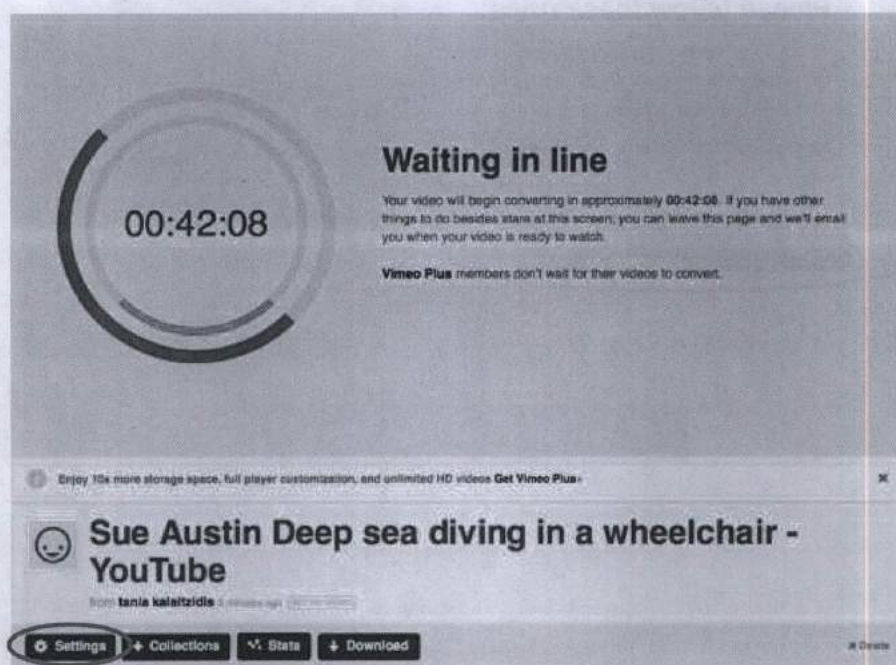 00:42:08
Waiting in line
Your video will begin converting in approximately 00:42:08. If you have other
things to do besides stare at this screen, you can leave this page and we'll email
you when your video is ready to watch.
Vimeo Plus members don't wait for their videos to convert.
Enjoy 10x more storage space, full player customization, and unlimited HD videos Get Vimeo Plus»
Sue Austin Deep sea diving in a wheelchair -
YouTube
from tania kalaitzidis minutes ago
Settings + Collections Stats Download
Delete